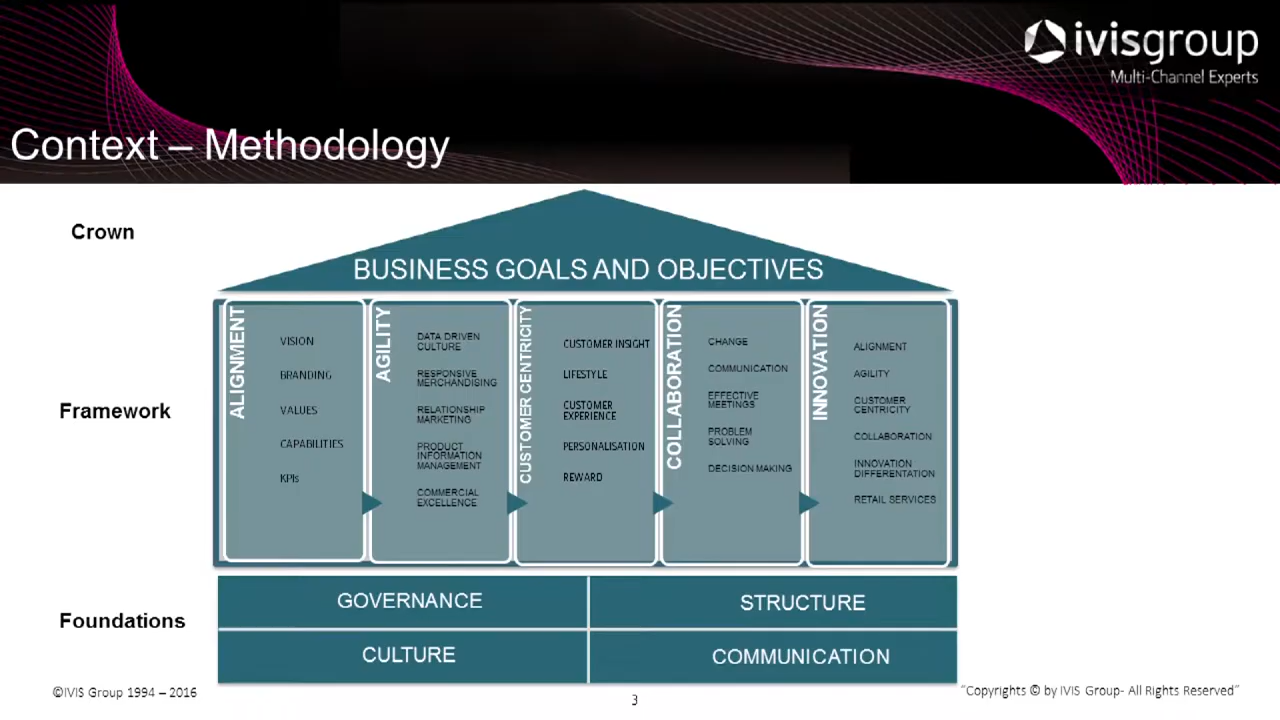 ivisgroup
Multi-Channel Experts
Context – Methodology
Crown
BUSINESS GOALS AND OBJECTIVES
Framework
ALIGNMENT
VISION
BRANDING
VALUES
CAPABILITIES
KPIs
AGILITY
DATA DRIVEN
CULTURE
RESPONSIVE
MERCHANDISING
RELATIONSHIP
MARKETING
PRODUCT
INFORMATION
MANAGEMENT
COMMERCIAL
EXCELLENCE
CUSTOMER CENTRICITY
CUSTOMER INSIGHT
LIFESTYLE
CUSTOMER
EXPERIENCE
PERSONALISATION
REWARD
COLLABORATION
CHANGE
COMMUNICATION
EFFECTIVE
MEETINGS
PROBLEM
SOLVING
DECISION MAKING
INNOVATION
ALIGNMENT
AGILITY
CUSTOMER
CENTRICITY
COLLABORATION
INNOVATION
DIFFERENTATION
RETAIL SERVICES
Foundations
GOVERNANCE
STRUCTURE
CULTURE
COMMUNICATION
©IVIS Group 1994 – 2016
3
“Copyrights © by IVIS Group- All Rights Reserved”